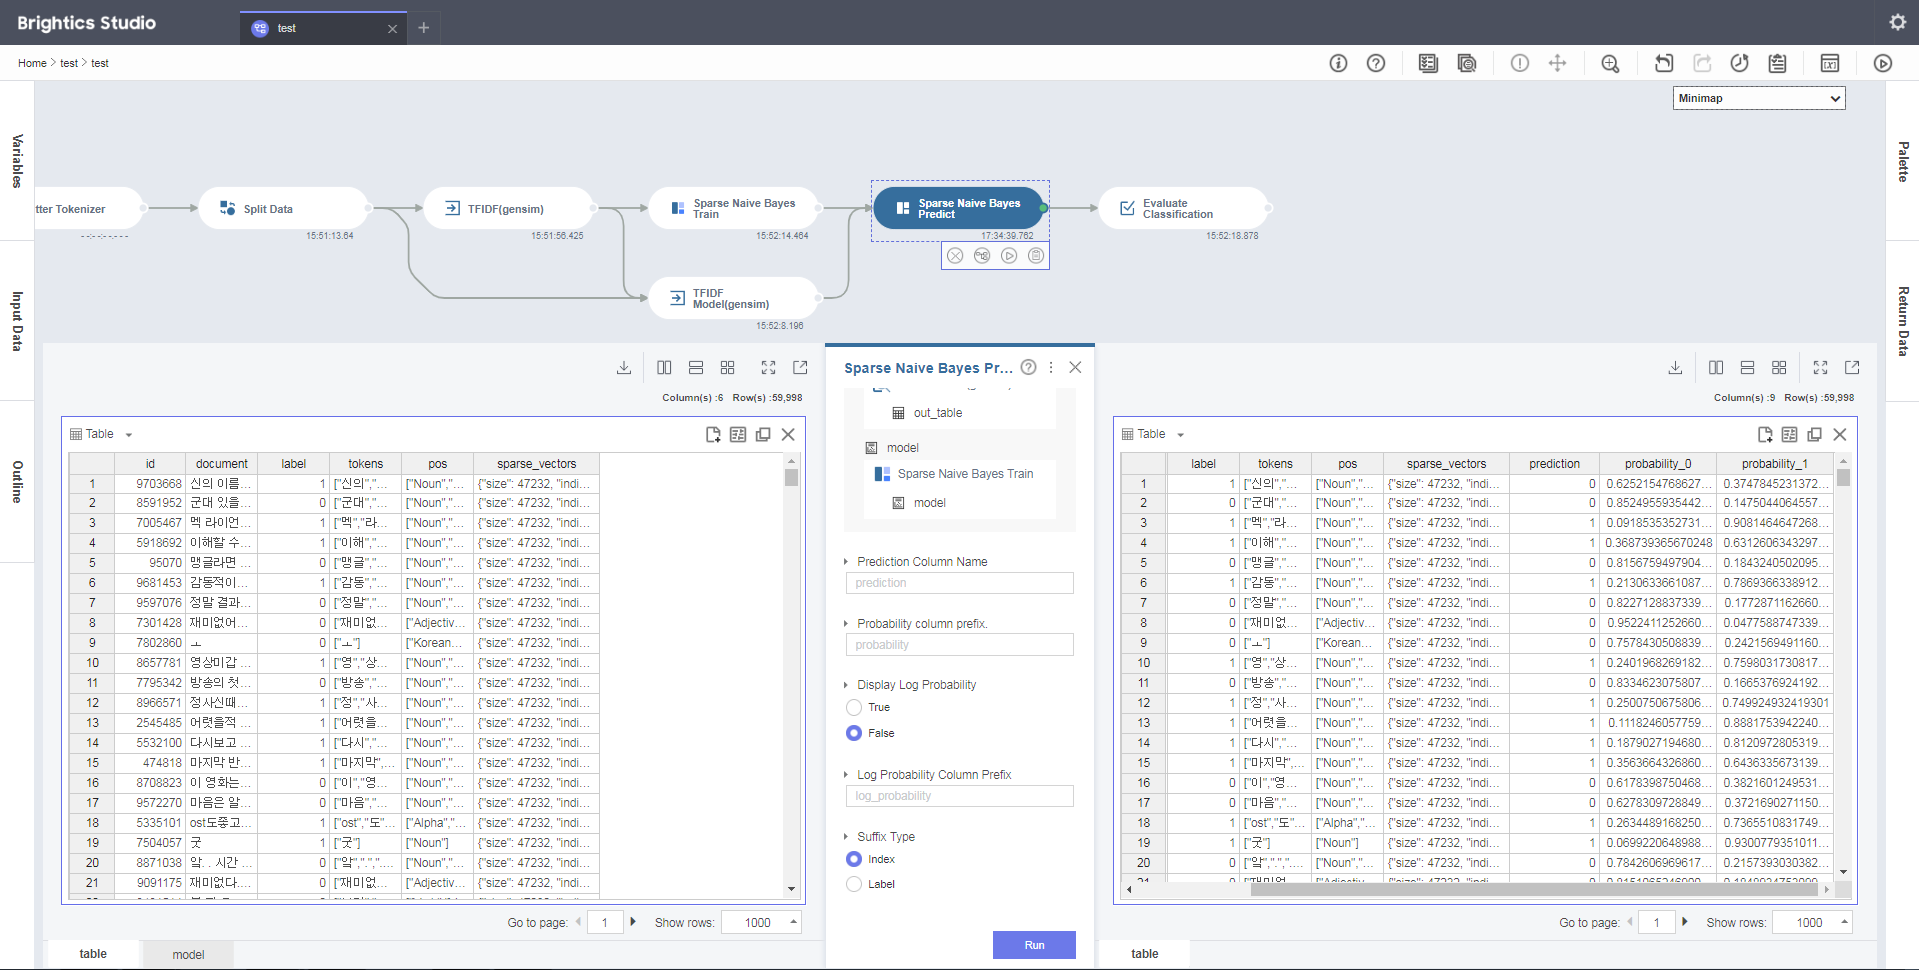 Brightics Studio
test
Home > test > test
Minimap
Variables
Input Data
Outline
Palette
Return Data
tter Tokenizer
- -:- -:- -.- - -
Split Data
15:51:13.64
TFIDF(gensim)
15:51:56.425
Sparse Naive Bayes
Train
15:52:14.464
TFIDF
Model(gensim)
15:52:8.196
Sparse Naive Bayes
Predict
17:34:39.762
Evaluate
Classification
15:52:18.878
Column(s) :6 Row(s) :59,998
Table
id document label tokens pos sparse_vectors
1 9703668 신의 이름... 1 ["신의","... ["Noun","... {"size": 47232, "indi...
2 8591952 군대 있을... 0 ["군대","... ["Noun","... {"size": 47232, "indi...
3 7005467 멕 라이언... 1 ["멕","라... ["Noun","... {"size": 47232, "indi...
4 5918692 이해할 수... 1 ["이해","... ["Noun","... {"size": 47232, "indi...
5 95070 맹글라면 ... 0 ["맹글","... ["Noun","... {"size": 47232, "indi...
6 9681453 감동적이... 1 ["감동","... ["Noun","... {"size": 47232, "indi...
7 9597076 정말 결과... 0 ["정말","... ["Noun","... {"size": 47232, "indi...
8 7301428 재미없어... 0 ["재미없... ["Adjectiv... {"size": 47232, "indi...
9 7802860 ㅗ 0 ["ㅗ"] ["Korean... {"size": 47232, "indi...
10 8657781 영상미갑 ... 1 ["영","상... ["Noun","... {"size": 47232, "indi...
11 7795342 방송의 첫... 0 ["방송","... ["Noun","... {"size": 47232, "indi...
12 8966571 정사신때... 1 ["정","사... ["Noun","... {"size": 47232, "indi...
13 2545485 어렷을적 ... 1 ["어렷을... ["Noun","... {"size": 47232, "indi...
14 5532100 다시보고 ... 1 ["다시","... ["Noun","... {"size": 47232, "indi...
15 474818 마지막 반... 1 ["마지막",... ["Noun","... {"size": 47232, "indi...
16 8708823 이 영화는... 0 ["이","영... ["Noun","... {"size": 47232, "indi...
17 9572270 마음은 알... 0 ["마음","... ["Noun","... {"size": 47232, "indi...
18 5335101 ost도좋고... 1 ["ost","도"... ["Alpha","... {"size": 47232, "indi...
19 7504057 굿 1 ["굿"] ["Noun"] {"size": 47232, "indi...
20 8871038 앜. . 시간 ... 0 ["앜",".",".... ["Noun","... {"size": 47232, "indi...
21 9091175 재미없다... 0 ["재미없... ["Adjectiv... {"size": 47232, "indi...
Go to page: 1 Show rows: 1000
table model
Sparse Naive Bayes Pr...
out_table
model
Sparse Naive Bayes Train
model
Prediction Column Name
prediction
Probability column prefix.
probability
Display Log Probability
True
False
Log Probability Column Prefix
log_probability
Suffix Type
Index
Label
Run
Column(s) :9 Row(s) :59,998
Table
label tokens pos sparse_vectors prediction probability_0 probability_1
1 1 ["신의","... ["Noun","... {"size": 47232, "indi... 0 0.6252154768627... 0.3747845231372...
2 0 ["군대","... ["Noun","... {"size": 47232, "indi... 0 0.8524955935442... 0.1475044064557...
3 1 ["멕","라... ["Noun","... {"size": 47232, "indi... 1 0.0918535352731... 0.9081464647268...
4 1 ["이해","... ["Noun","... {"size": 47232, "indi... 1 0.368739365670248 0.6312606343297...
5 0 ["맹글","... ["Noun","... {"size": 47232, "indi... 0 0.8156759497904... 0.1843240502095...
6 1 ["감동","... ["Noun","... {"size": 47232, "indi... 1 0.2130633661087... 0.7869366338912...
7 0 ["정말","... ["Noun","... {"size": 47232, "indi... 0 0.8227128837339... 0.1772871162660...
8 0 ["재미없... ["Adjectiv... {"size": 47232, "indi... 0 0.9522411252660... 0.0477588747339...
9 0 ["ㅗ"] ["Korean... {"size": 47232, "indi... 0 0.7578430508839... 0.2421569491160...
10 1 ["영","상... ["Noun","... {"size": 47232, "indi... 1 0.2401968269182... 0.7598031730817...
11 0 ["방송","... ["Noun","... {"size": 47232, "indi... 0 0.8334623075807... 0.1665376924192...
12 1 ["정","사... ["Noun","... {"size": 47232, "indi... 1 0.2500750675806... 0.749924932419301
13 1 ["어렷을... ["Noun","... {"size": 47232, "indi... 1 0.1118246057759... 0.8881753942240...
14 1 ["다시","... ["Noun","... {"size": 47232, "indi... 1 0.1879027194680... 0.8120972805319...
15 1 ["마지막",... ["Noun","... {"size": 47232, "indi... 1 0.3563664326860... 0.6436335673139...
16 0 ["이","영... ["Noun","... {"size": 47232, "indi... 0 0.6178398750468... 0.3821601249531...
17 0 ["마음","... ["Noun","... {"size": 47232, "indi... 0 0.6278309728849... 0.3721690271150...
18 1 ["ost","도"... ["Alpha","... {"size": 47232, "indi... 1 0.2634489168250... 0.7365510831749...
19 1 ["굿"] ["Noun"] {"size": 47232, "indi... 1 0.0699220648988... 0.9300779351011...
20 0 ["앜",".",".... ["Noun","... {"size": 47232, "indi... 0 0.7842606969617... 0.2157393030382...
Go to page: 1 Show rows: 1000
table